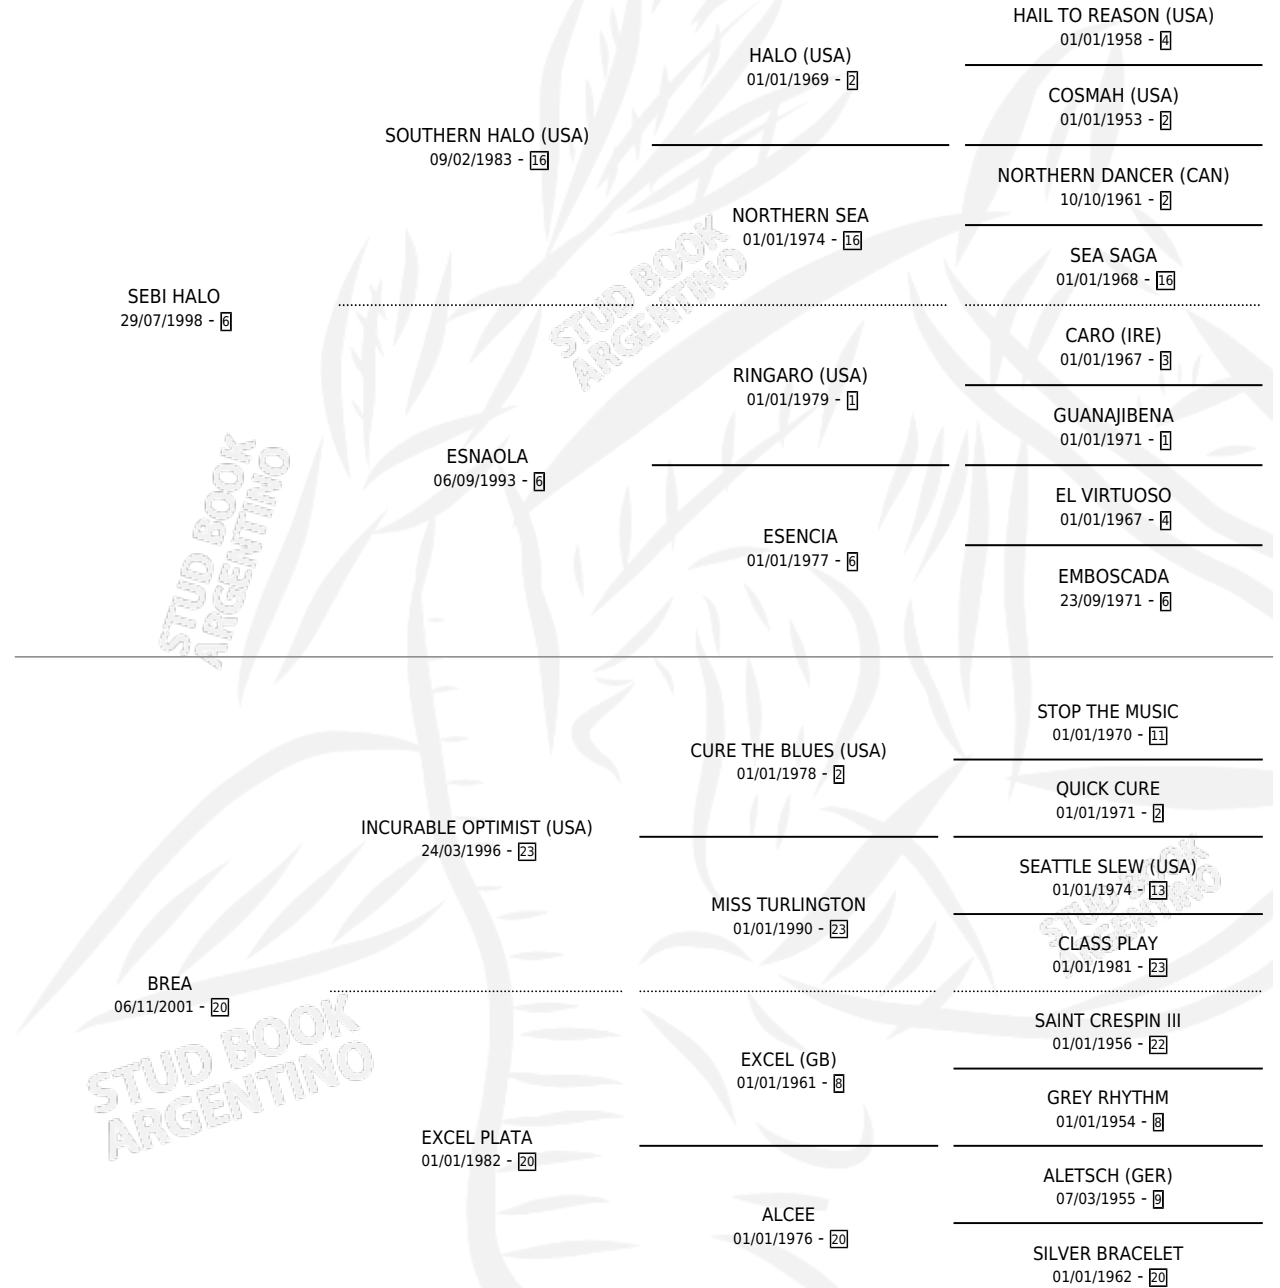 HAIL TO REASON (USA)
01/01/1958 - 4
HALO (USA)
01/01/1969 - 2
COSMAH (USA)
01/01/1953 - 2
SOUTHERN HALO (USA)
09/02/1983 - 16
NORTHERN DANCER (CAN)
10/10/1961 - 2
NORTHERN SEA
01/01/1974 - 16
SEA SAGA
01/01/1968 - 16
SEBI HALO
29/07/1998 - 6
STUD BOOK
ARGENTINO
CARO (IRE)
01/01/1967 - 3
RINGARO (USA)
01/01/1979 - 1
GUANAJIBENA
01/01/1971 - 1
ESNAOLA
06/09/1993 - 6
EL VIRTUOSO
01/01/1967 - 4
ESENCIA
01/01/1977 - 6
EMBOSCADA
23/09/1971 - 6
STUD BOOK
ARGENTINO
STOP THE MUSIC
01/01/1970 - 11
CURE THE BLUES (USA)
01/01/1978 - 2
QUICK CURE
01/01/1971 - 2
INCURABLE OPTIMIST (USA)
24/03/1996 - 23
SEATTLE SLEW (USA)
01/01/1974 - 13
MISS TURLINGTON
01/01/1990 - 23
STUD BOOK
ARGENTINO
CLASS PLAY
01/01/1981 - 23
BREA
06/11/2001 - 20
STUD BOOK
ARGENTINO
SAINT CRESPIN III
01/01/1956 - 22
EXCEL (GB)
01/01/1961 - 8
GREY RHYTHM
01/01/1954 - 8
EXCEL PLATA
01/01/1982 - 20
ALETSCH (GER)
07/03/1955 - 9
ALCEE
01/01/1976 - 20
SILVER BRACELET
01/01/1962 - 20